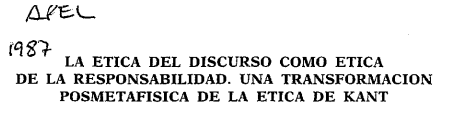 APEL
1987
LA ETICA DEL DISCURSO COMO ETICA
DE LA RESPONSABILIDAD. UNA TRANSFORMACION
POSMETAFISICA DE LA ETICA DE KANT